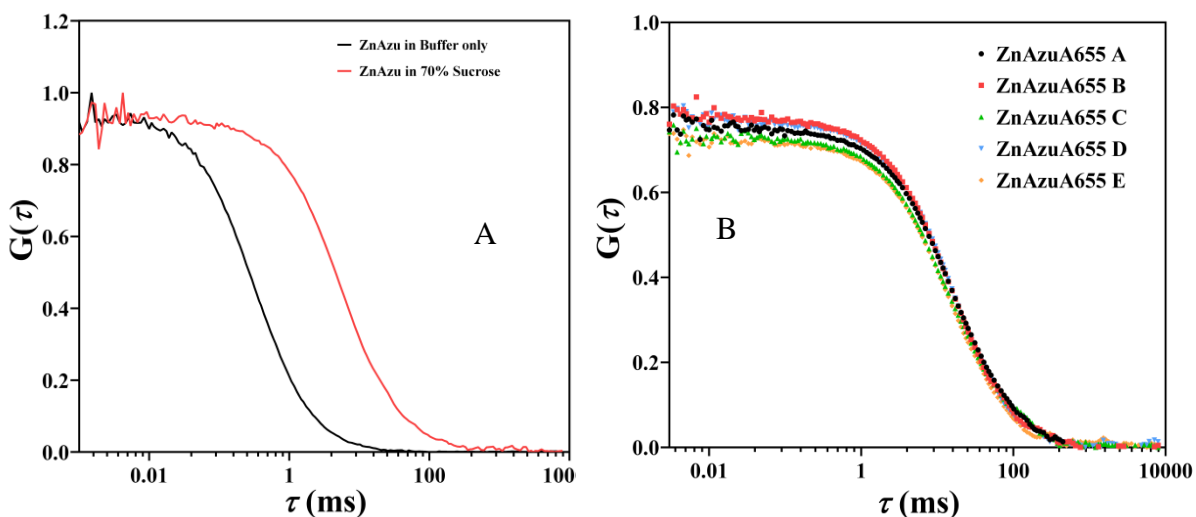 1.2
1.0
0.8
0.6
0.4
0.2
0.0
G(τ)
ZnAzu in Buffer only
ZnAzu in 70% Sucrose
A
0.01
1
100
1000
τ (ms)
1.0
0.8
0.6
0.4
0.2
0.0
G(τ)
ZnAzuA655 A
ZnAzuA655 B
ZnAzuA655 C
ZnAzuA655 D
ZnAzuA655 E
B
0.01
1
100
10000
τ (ms)